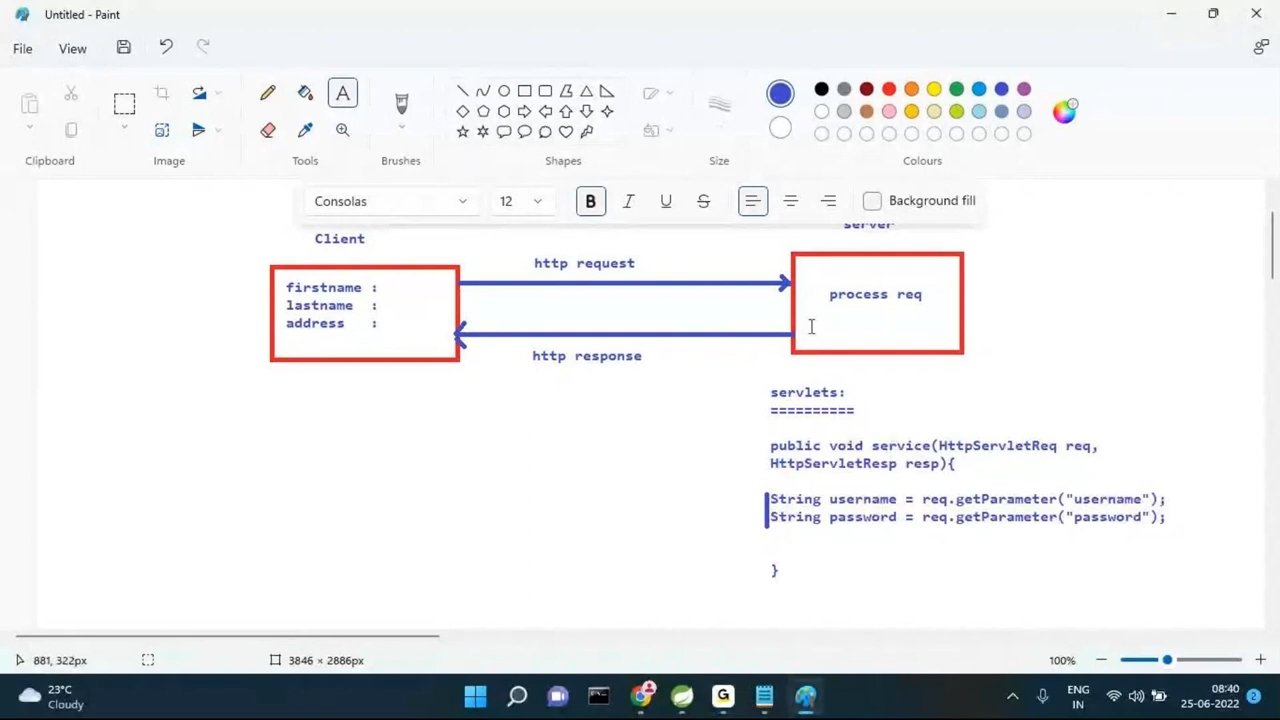 Untitled - Paint
File
View
Clipboard
Image
Tools
Brushes
Shapes
Size
Colours
Consolas
12
B
I
U
S
Background fill
Client
server
http request
firstname :
lastname  :
address   :
process req
http response
servlets:
==========
public void service(HttpServletReq req,
HttpServletResp resp){
String username = req.getParameter("username");
String password = req.getParameter("password");
}
881, 322px
3846 × 2886px
100%
23°C
Cloudy
ENG
IN
08:40
25-06-2022
2